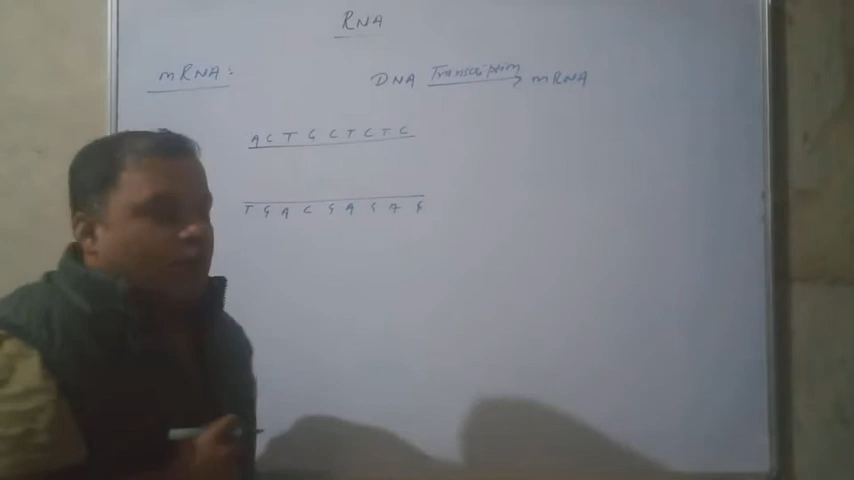 RNA
mRNA:
DNA Transcription → mRNA
A C T G C T C T C
T G A C G A G A G